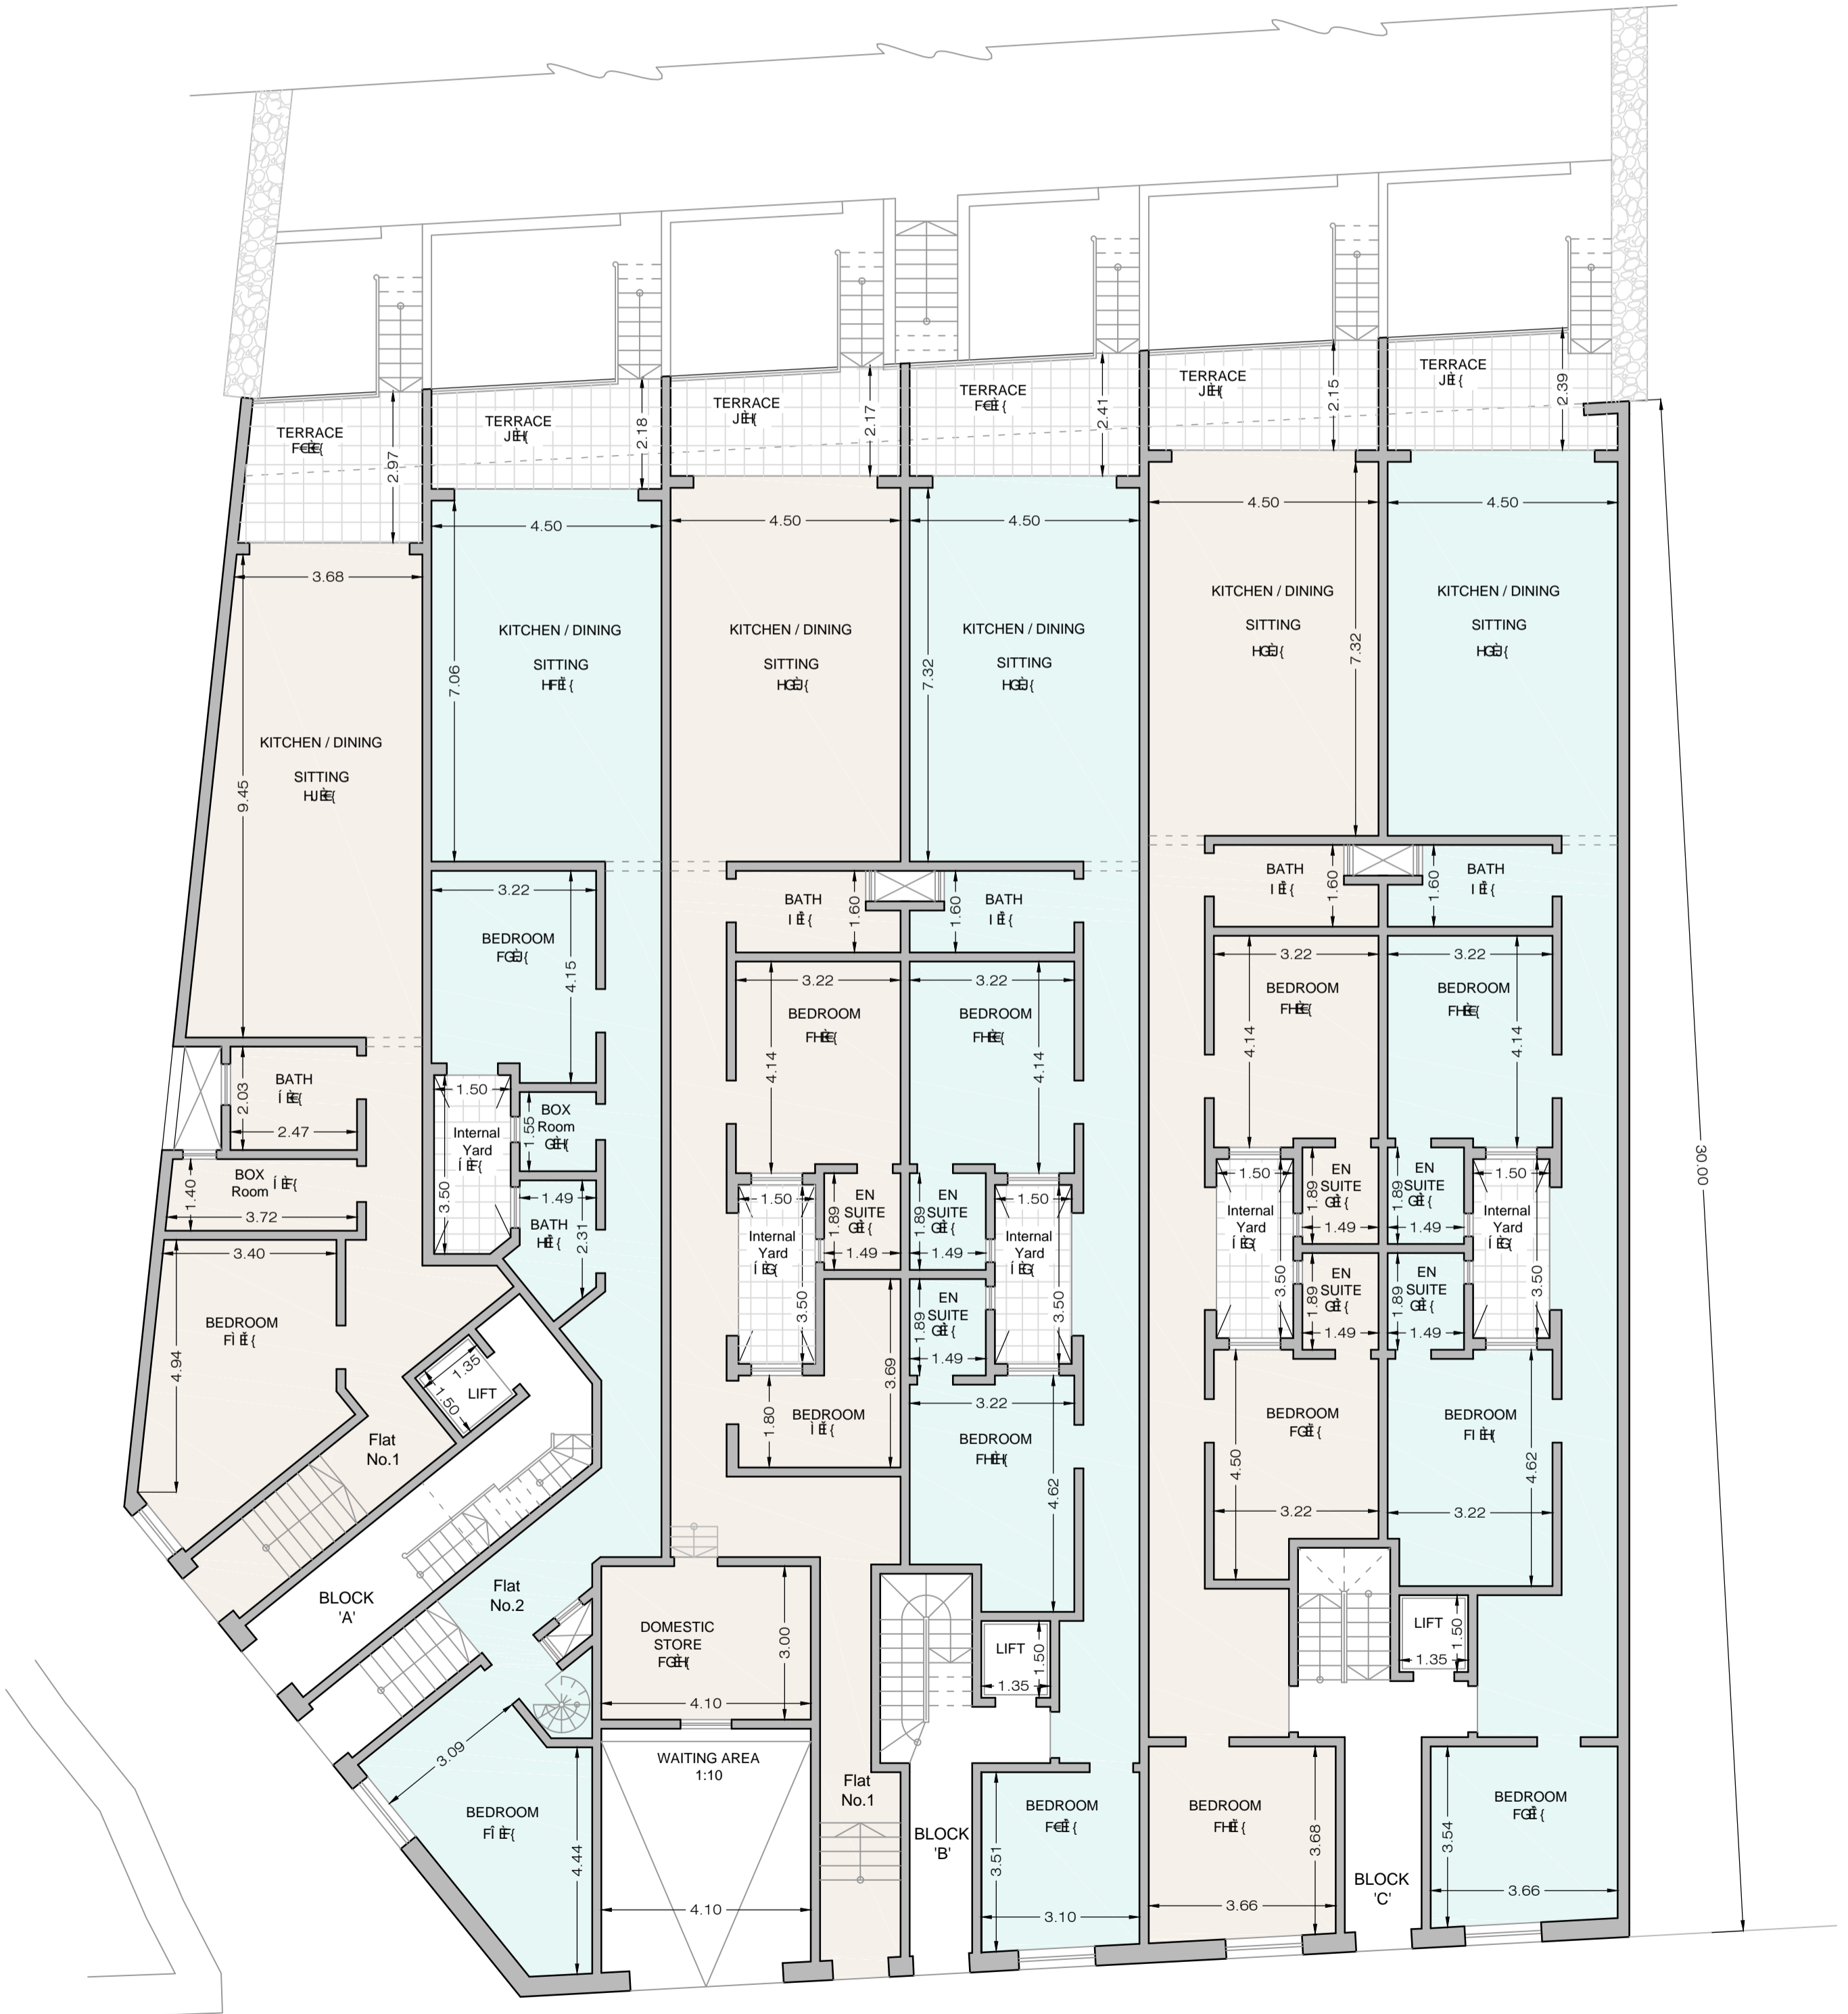 TERRACE
2.97
TERRACE
2.18
TERRACE
2.17
TERRACE
2.41
TERRACE
2.15
TERRACE
2.39
3.68
4.50
4.50
4.50
4.50
4.50
KITCHEN / DINING
SITTING
9.45
KITCHEN / DINING
SITTING
7.06
KITCHEN / DINING
SITTING
KITCHEN / DINING
SITTING
7.32
KITCHEN / DINING
SITTING
7.32
KITCHEN / DINING
SITTING
30.00
BATH
2.03
2.47
BOX
Room
1.40
3.72
3.40
BEDROOM
4.94
Flat
No.1
1.35
1.50
LIFT
BLOCK
'A'
3.22
BEDROOM
4.15
1.50
Internal
Yard
3.50
BOX
Room
1.55
1.49
BATH
2.31
Flat
No.2
3.09
BEDROOM
4.44
BATH
1.60
3.22
BEDROOM
4.14
1.50
Internal
Yard
3.50
EN
SUITE
1.89
1.49
BEDROOM
1.80
3.69
DOMESTIC
STORE
3.00
4.10
WAITING AREA
1:10
4.10
Flat
No.1
BATH
1.60
3.22
BEDROOM
4.14
EN
SUITE
1.89
1.49
1.50
Internal
Yard
3.50
EN
SUITE
1.89
1.49
3.22
BEDROOM
4.62
LIFT
1.50
1.35
BLOCK
'B'
BEDROOM
3.51
3.10
BATH
1.60
3.22
BEDROOM
4.14
1.50
Internal
Yard
3.50
EN
SUITE
1.89
1.49
EN
SUITE
1.89
1.49
BEDROOM
4.50
3.22
BEDROOM
3.68
3.66
BATH
1.60
3.22
BEDROOM
4.14
EN
SUITE
1.89
1.49
1.50
Internal
Yard
3.50
EN
SUITE
1.89
1.49
BEDROOM
4.62
3.22
LIFT
1.50
1.35
BLOCK
'C'
BEDROOM
3.54
3.66